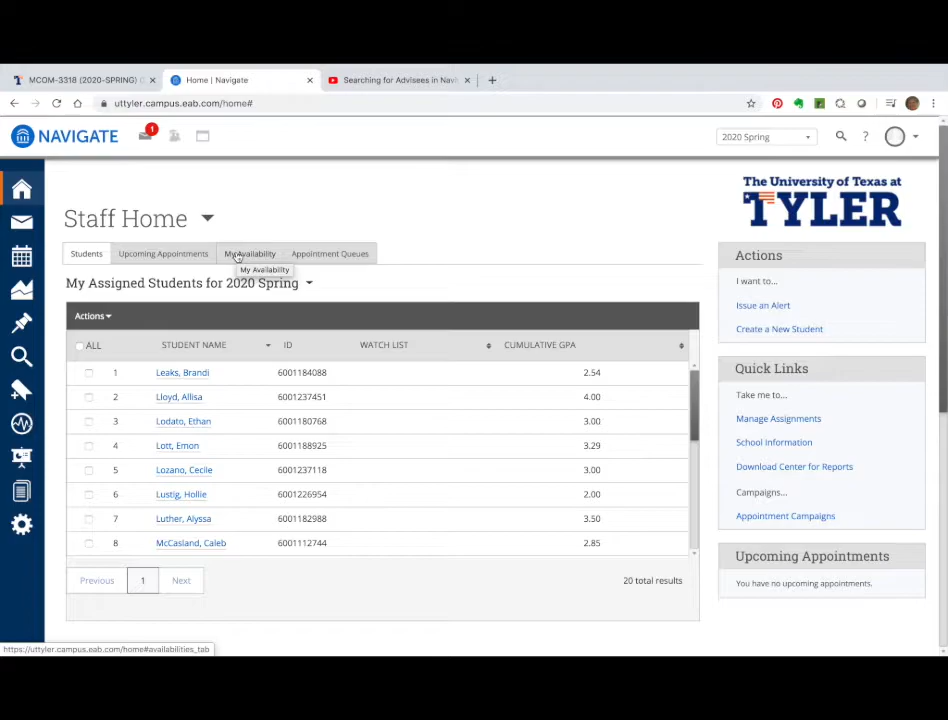 MCOM-3318 (2020-SPRING)
Home | Navigate
Searching for Advisees in Nav
uttyler.campus.eab.com/home#
NAVIGATE
1
2020 Spring
?
The University of Texas at
TYLER
Staff Home
Students
Upcoming Appointments
My Availability
Appointment Queues
My Availability
My Assigned Students for 2020 Spring
Actions
ALL STUDENT NAME ID WATCH LIST CUMULATIVE GPA
1 Leaks, Brandi 6001184088 2.54
2 Lloyd, Allisa 6001237451 4.00
3 Lodato, Ethan 6001180768 3.00
4 Lott, Emon 6001188925 3.29
5 Lozano, Cecile 6001237118 3.00
6 Lustig, Hollie 6001226954 2.00
7 Luther, Alyssa 6001182988 3.50
8 McCasland, Caleb 6001112744 2.85
Previous 1 Next 20 total results
Actions
I want to...
Issue an Alert
Create a New Student
Quick Links
Take me to...
Manage Assignments
School Information
Download Center for Reports
Campaigns...
Appointment Campaigns
Upcoming Appointments
You have no upcoming appointments.
https://uttyler.campus.eab.com/home#availabilities_tab